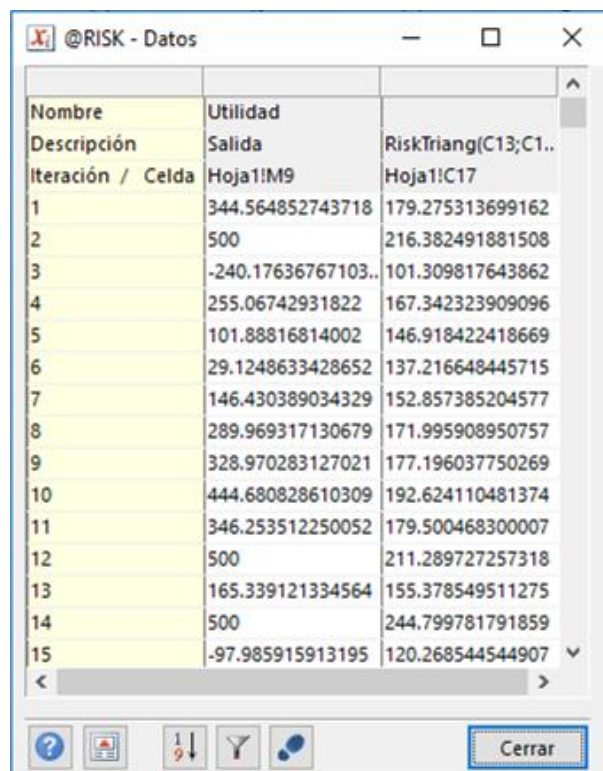 @RISK - Datos
Nombre Utilidad
Descripción Salida RiskTriang(C13;C1..
Iteración / Celda Hoja1!M9 Hoja1!C17
1 344.564852743718 179.275313699162
2 500 216.382491881508
3 -240.17636767103.. 101.309817643862
4 255.06742931822 167.342323909096
5 101.88816814002 146.918422418669
6 29.1248633428652 137.216648445715
7 146.430389034329 152.857385204577
8 289.969317130679 171.995908950757
9 328.970283127021 177.196037750269
10 444.680828610309 192.624110481374
11 346.253512250052 179.500468300007
12 500 211.289727257318
13 165.339121334564 155.378549511275
14 500 244.799781791859
15 -97.985915913195 120.268544544907
Cerrar